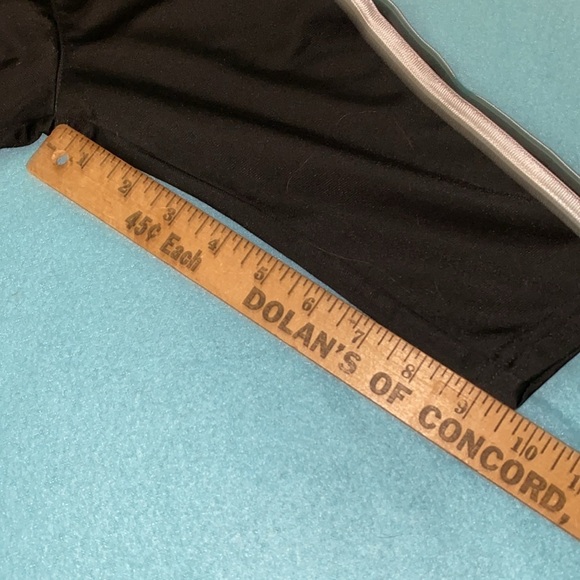 1 2 3 4 5 6 7 8 9 10
45¢ Each
DOLAN'S OF CONCORD,